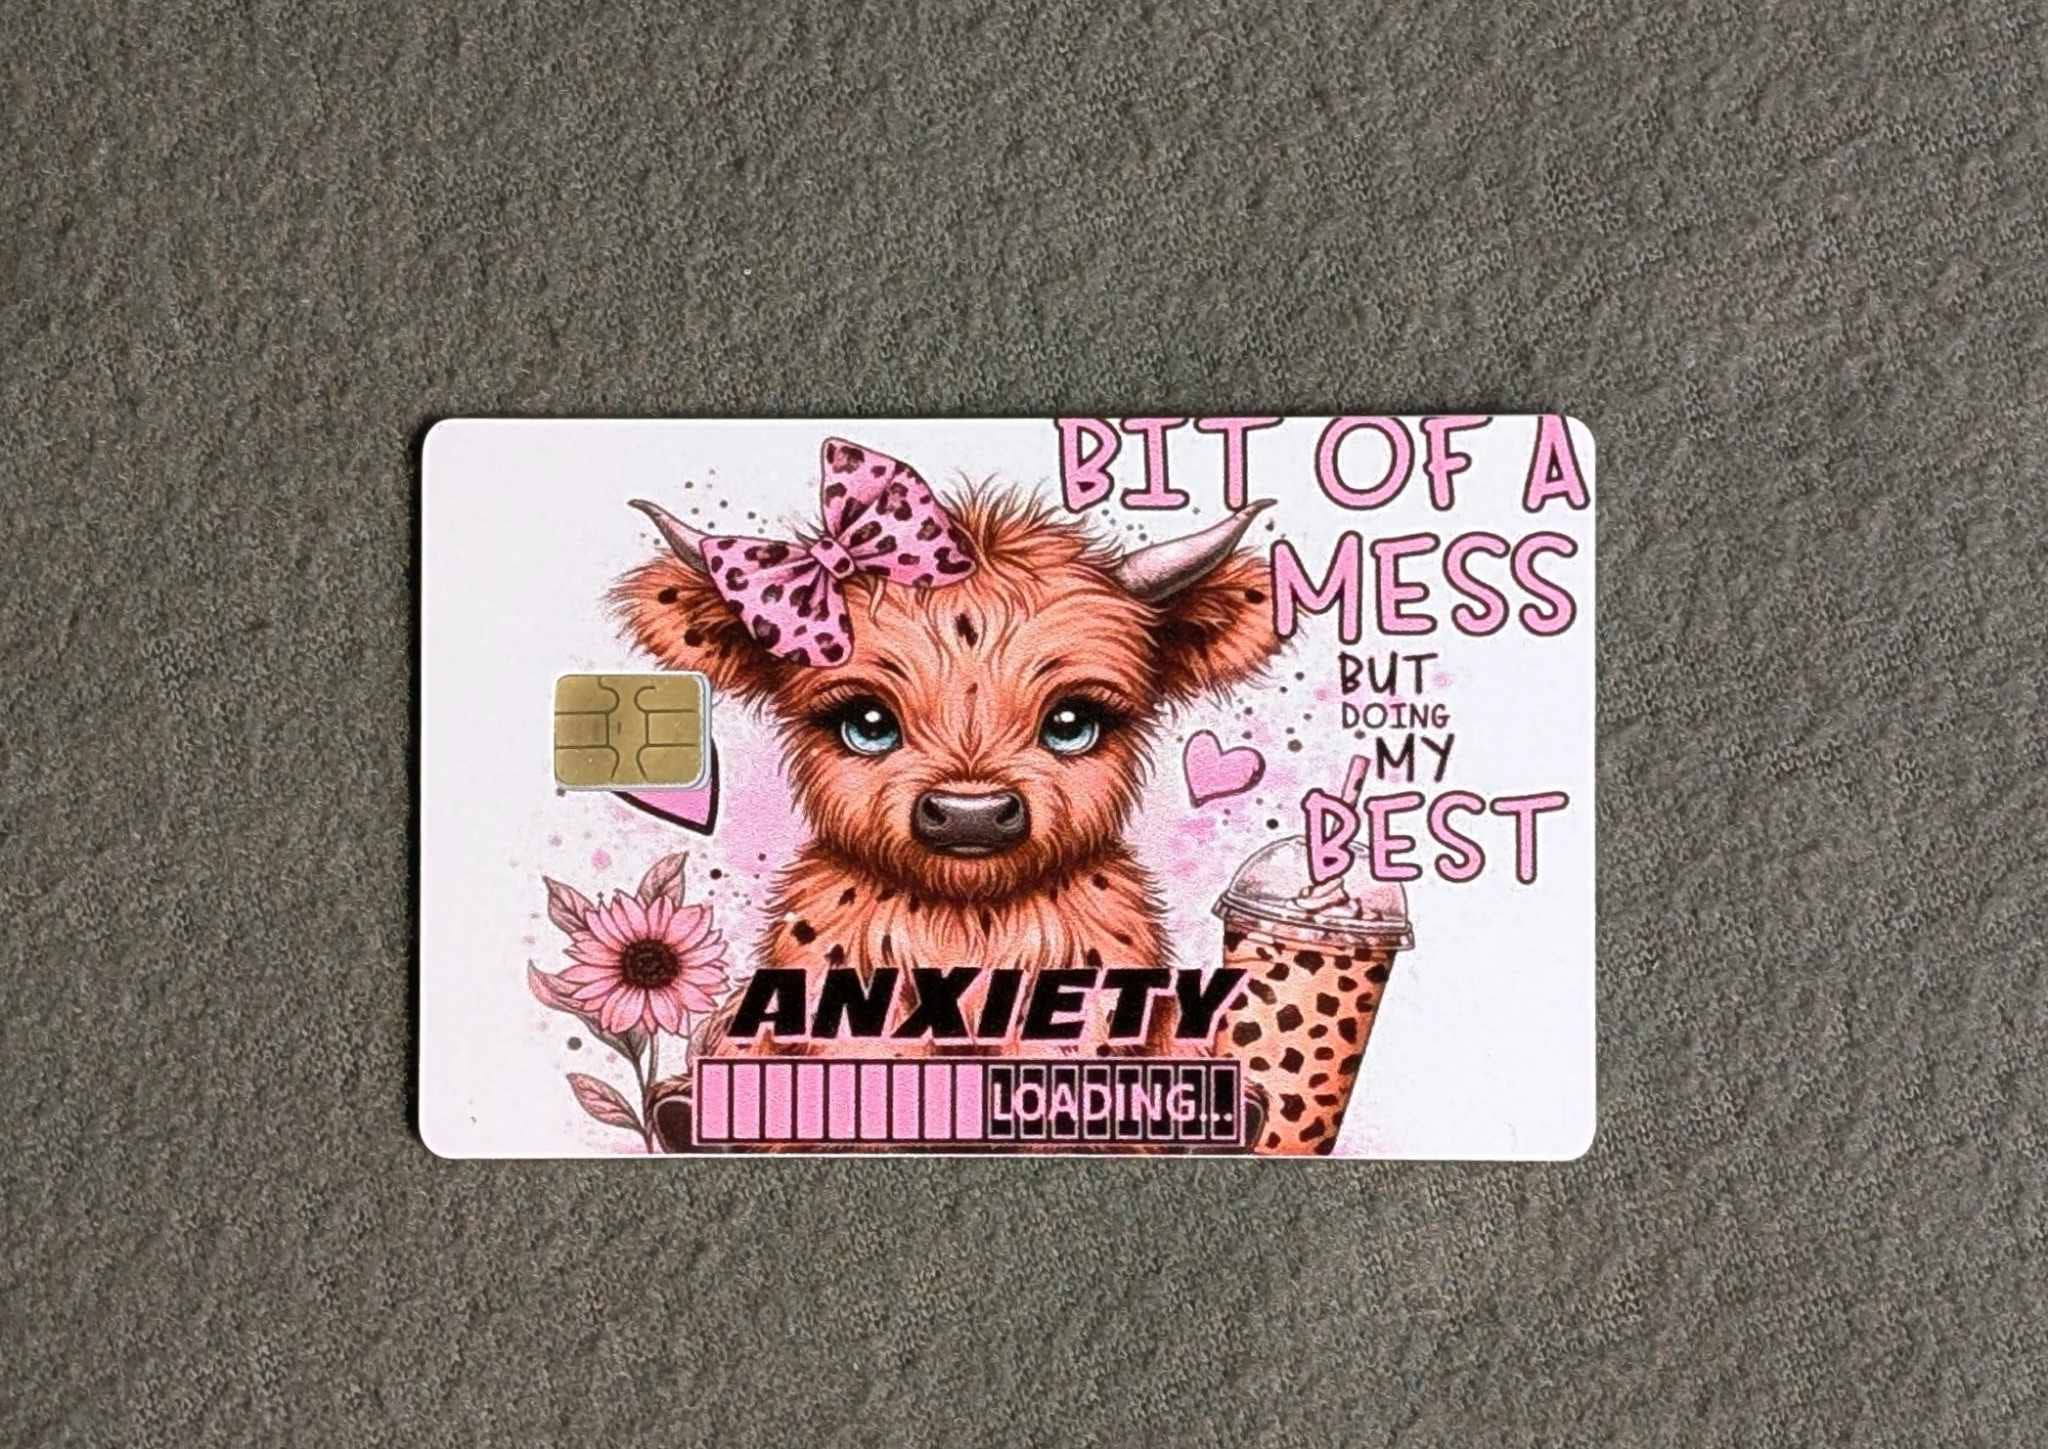 BIT OF A
MESS
BUT
DOING
MY
BEST
ANXIETY
LOADING...